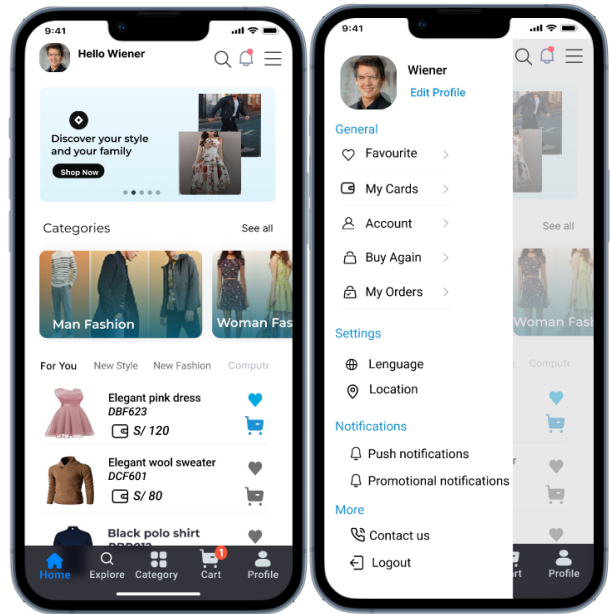 9:41
Hello Wiener
Discover your style
and your family
Shop Now
Categories
See all
Man Fashion
Woman Fas
For You New Style New Fashion Compute
Elegant pink dress
DBF623
S/ 120
Elegant wool sweater
DCF601
S/ 80
Black polo shirt
Home Explore Category Cart Profile
1
9:41
Wiener
Edit Profile
General
Favourite
My Cards
Account
Buy Again
My Orders
Settings
Lenguage
Location
Notifications
Push notifications
Promotional notifications
More
Contact us
Logout
See all
Woman Fash
Compute
r
rt Profile